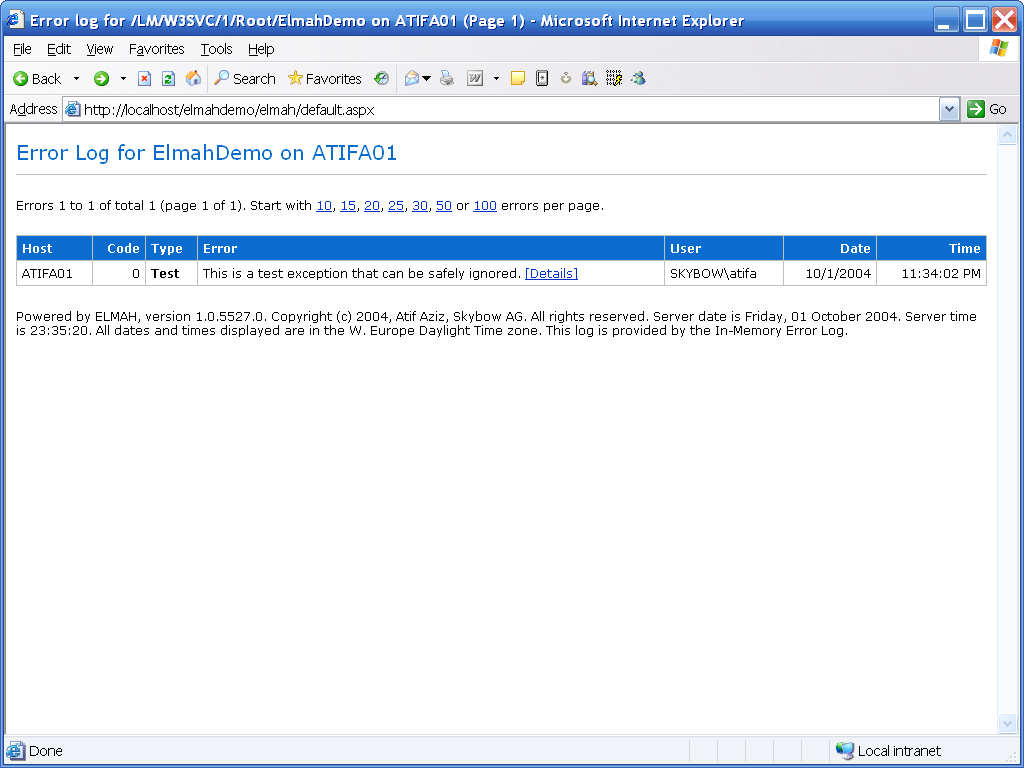 Error log for /LM/W3SVC/1/Root/ElmahDemo on ATIFA01 (Page 1) - Microsoft Internet Explorer
File Edit View Favorites Tools Help
Back Search Favorites
Address http://localhost/elmahdemo/elmah/default.aspx Go
Error Log for ElmahDemo on ATIFA01
Errors 1 to 1 of total 1 (page 1 of 1). Start with 10, 15, 20, 25, 30, 50 or 100 errors per page.
Host Code Type Error User Date Time
ATIFA01 0 Test This is a test exception that can be safely ignored. [Details] SKYBOW\atifa 10/1/2004 11:34:02 PM
Powered by ELMAH, version 1.0.5527.0. Copyright (c) 2004, Atif Aziz, Skybow AG. All rights reserved. Server date is Friday, 01 October 2004. Server time
is 23:35:20. All dates and times displayed are in the W. Europe Daylight Time zone. This log is provided by the In-Memory Error Log.
Done Local intranet